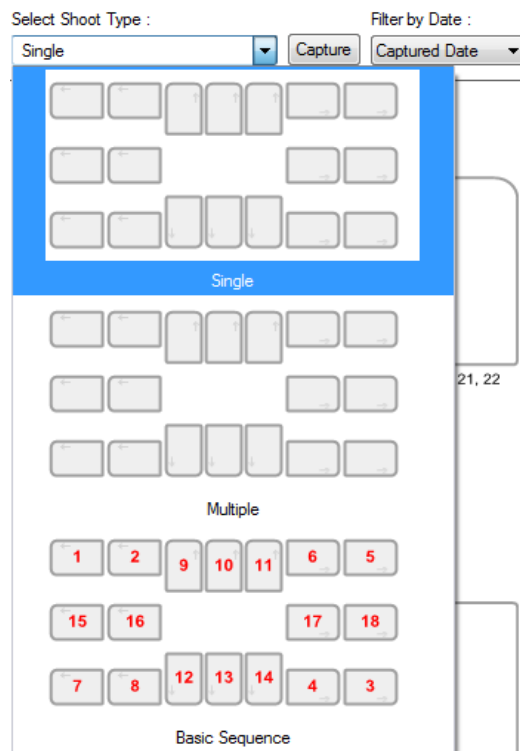 Select Shoot Type : Filter by Date :
Single Capture Captured Date
Single
21, 22
Multiple
1 2 9 10 11 6 5
15 16 17 18
7 8 12 13 14 4 3
Basic Sequence